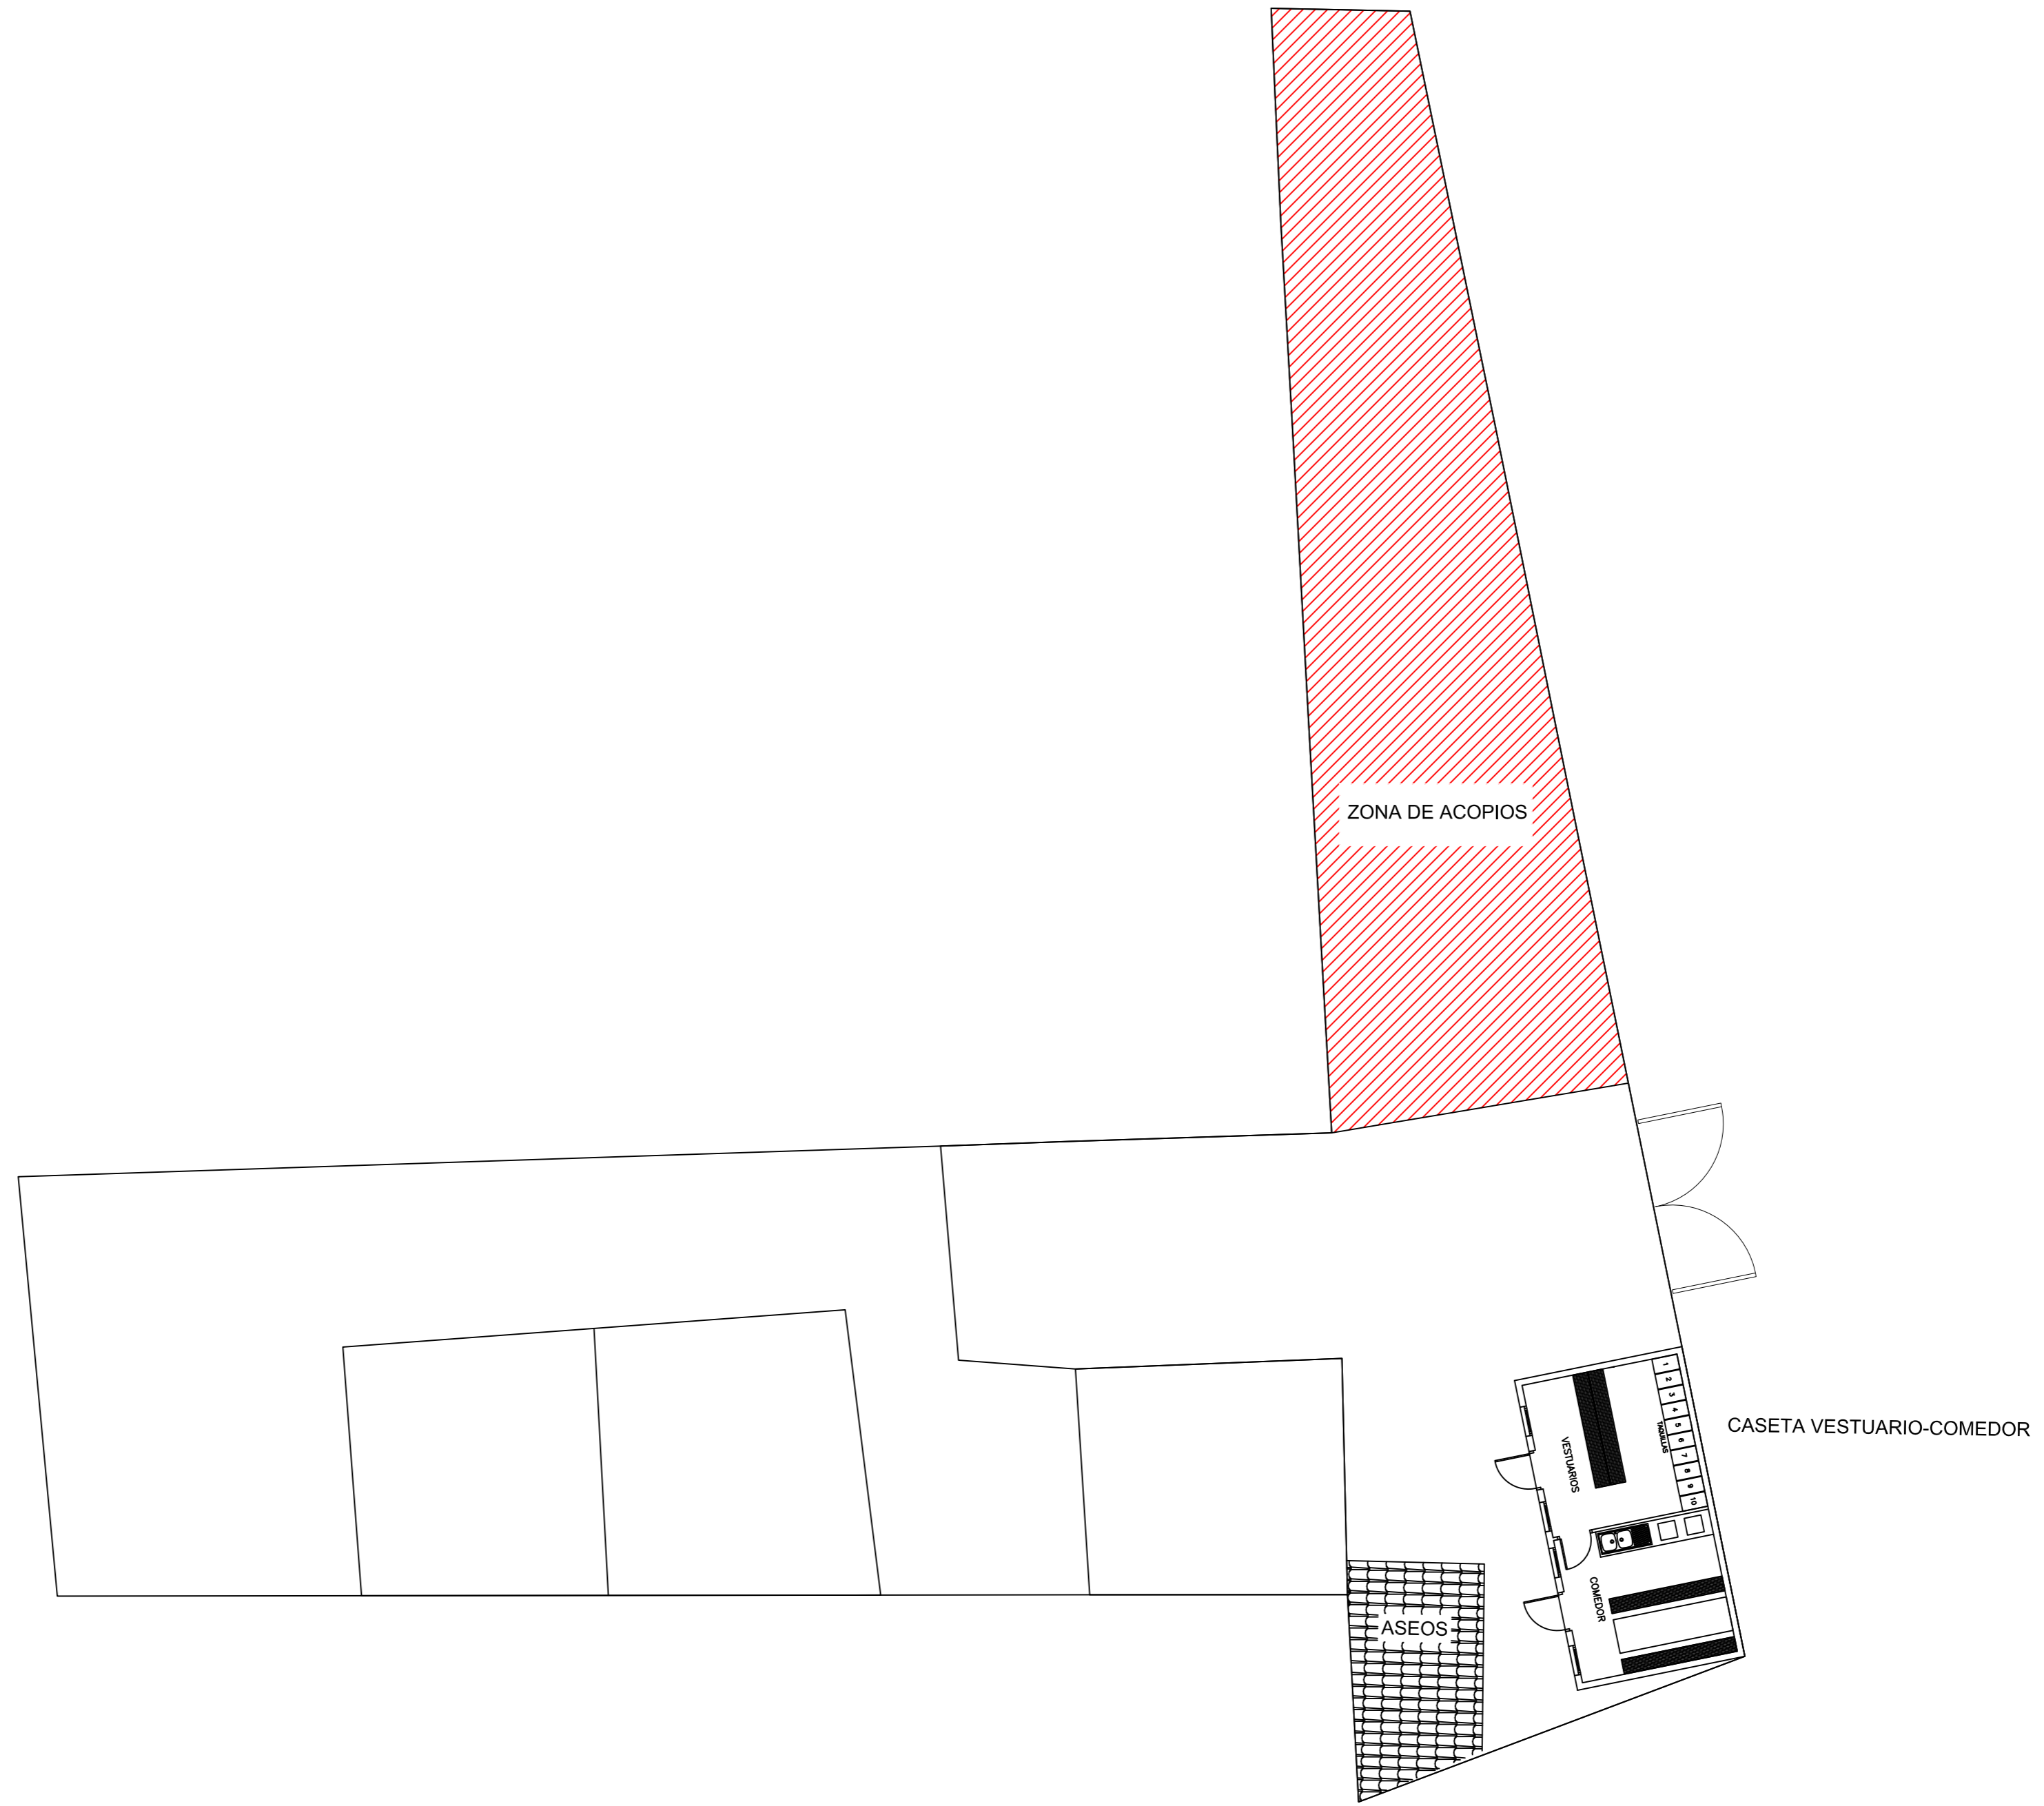 ZONA DE ACOPIOS
1
2
3
4
5
6
7
8
9
10
TAQUILLAS
VESTUARIOS
CASETA VESTUARIO-COMEDOR
COMEDOR
ASEOS